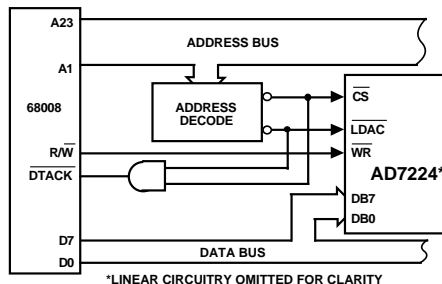 A23
ADDRESS BUS
A1
68008
ADDRESS
DECODE
CS
LDAC
R/W
WR
DTACK
AD7224*
DB7
DB0
D7
DATA BUS
D0
*LINEAR CIRCUITRY OMITTED FOR CLARITY